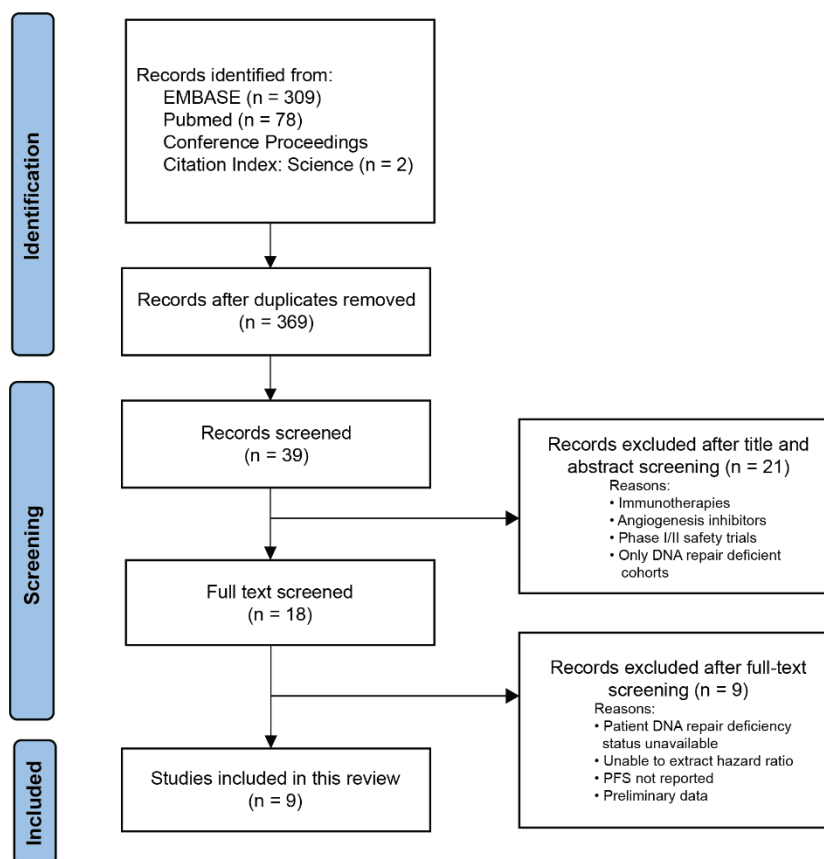 Identification
Records identified from:
EMBASE (n = 309)
Pubmed (n = 78)
Conference Proceedings
Citation Index: Science (n = 2)
Records after duplicates removed
(n = 369)
Screening
Records screened
(n = 39)
Records excluded after title and
abstract screening (n = 21)
Reasons:
• Immunotherapies
• Angiogenesis inhibitors
• Phase I/II safety trials
• Only DNA repair deficient
cohorts
Full text screened
(n = 18)
Records excluded after full-text
screening (n = 9)
Reasons:
• Patient DNA repair deficiency
status unavailable
• Unable to extract hazard ratio
• PFS not reported
• Preliminary data
Included
Studies included in this review
(n = 9)